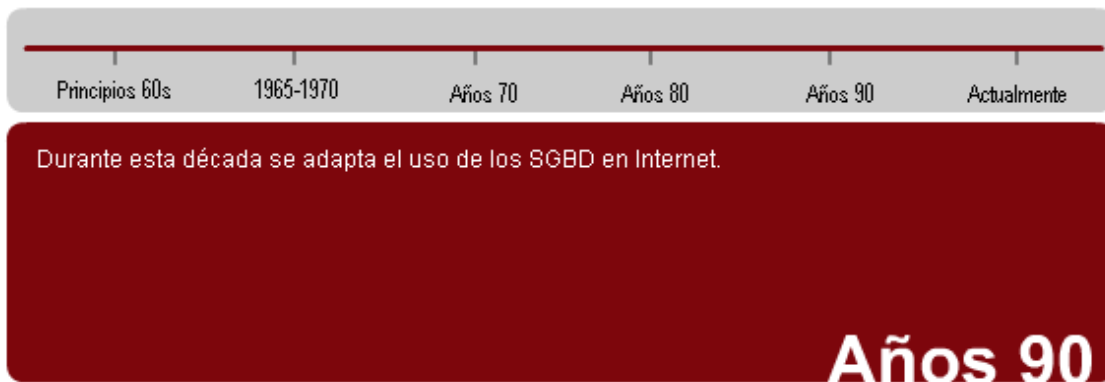 Principios 60s 1965-1970 Años 70 Años 80 Años 90 Actualmente
Durante esta década se adapta el uso de los SGBD en Internet.
Años 90